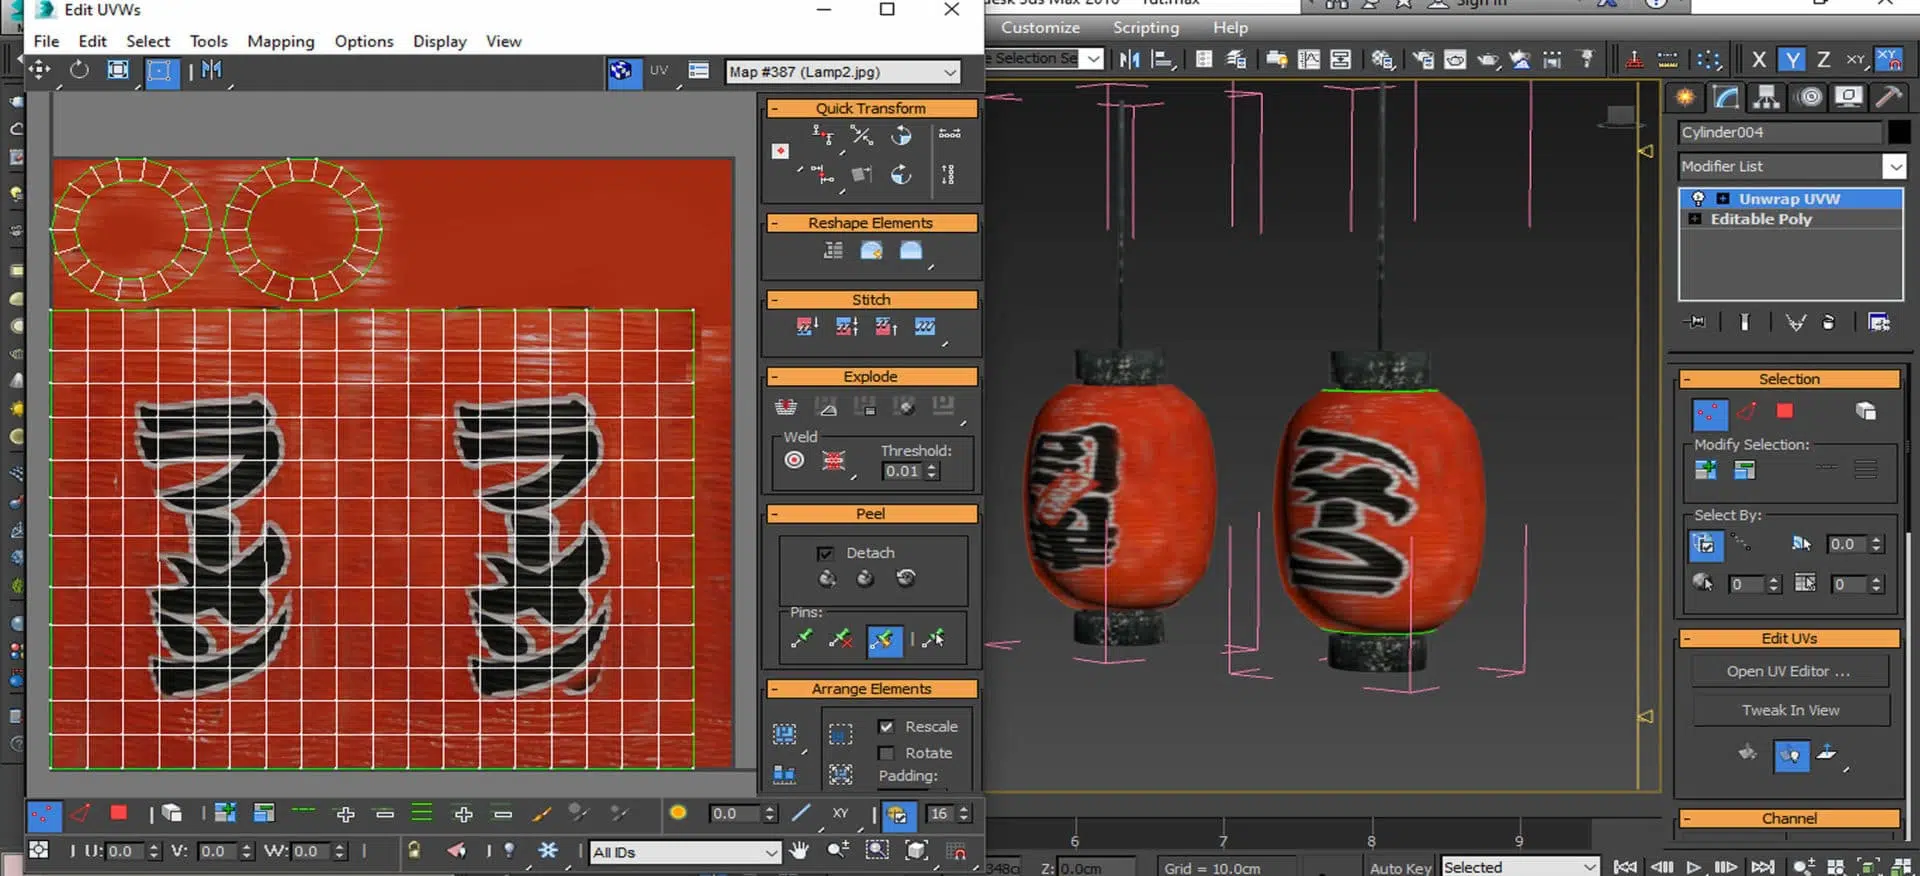 Edit UVWs
File Edit Select Tools Mapping Options Display View
UV
Map #387 (Lamp2.jpg)
Quick Transform
Reshape Elements
Stitch
Explode
Weld
Threshold:
0.01
Peel
Detach
Pins:
Arrange Elements
Rescale
Rotate
Padding:
0.0
XY
16
U: 0.0 V: 0.0 W: 0.0
All IDs
Sign In
Customize Scripting Help
Selection Se
X Y Z XY XY
Cylinder004
Modifier List
Unwrap UVW
Editable Poly
Selection
Modify Selection:
Select By:
0.0
0 0
Edit UVs
Open UV Editor ...
Tweak In View
Channel
6 7 8 9
Z: 0.0cm
Grid = 10.0cm
Auto Key
Selected